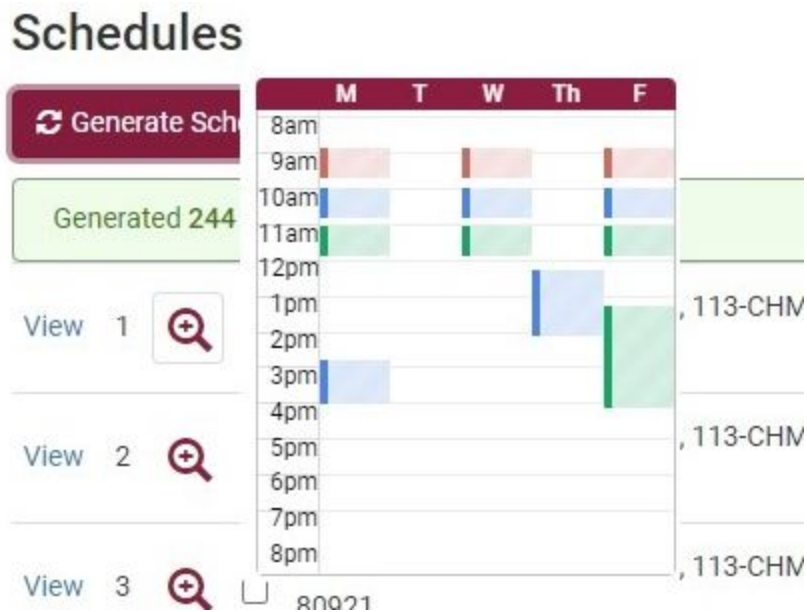 Schedules
Generate Sch
Generated 244
M T W Th F
8am
9am
10am
11am
12pm
1pm
2pm
3pm
4pm
5pm
6pm
7pm
8pm
View 1 , 113-CHM
View 2 , 113-CHM
View 3 , 113-CHM
80921